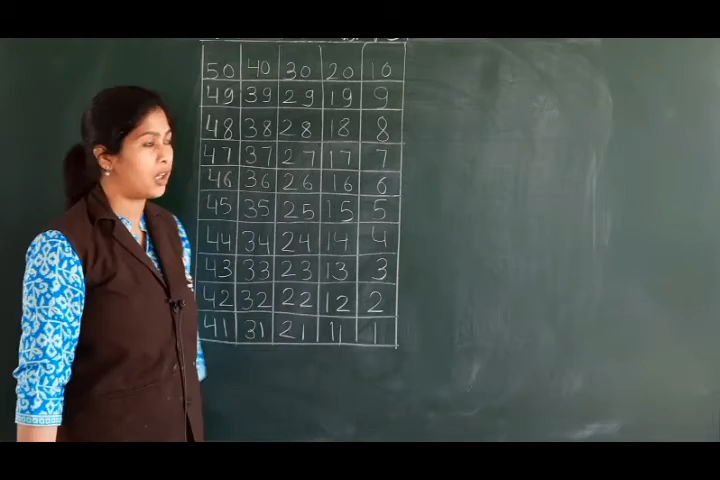 50 40 30 20 10
49 39 29 19 9
48 38 28 18 8
47 37 27 17 7
46 36 26 16 6
45 35 25 15 5
44 34 24 14 4
43 33 23 13 3
42 32 22 12 2
41 31 21 11 1